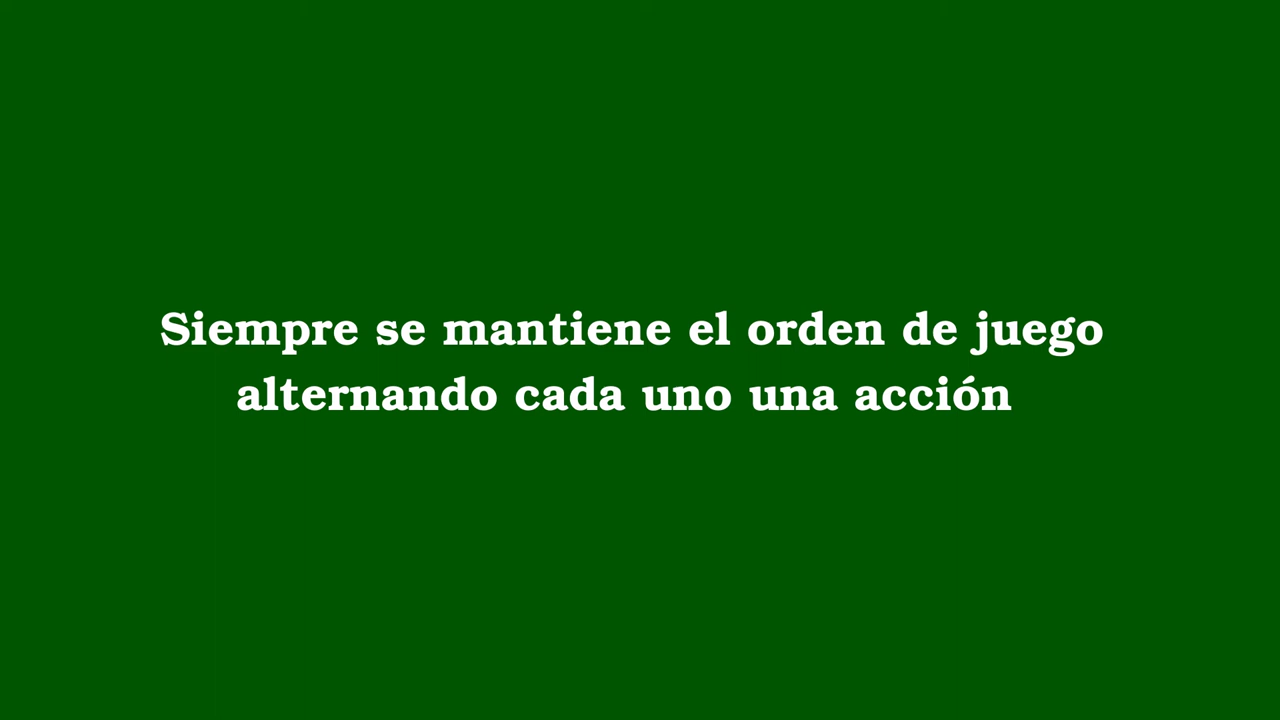 Siempre se mantiene el orden de juego
alternando cada uno una acción